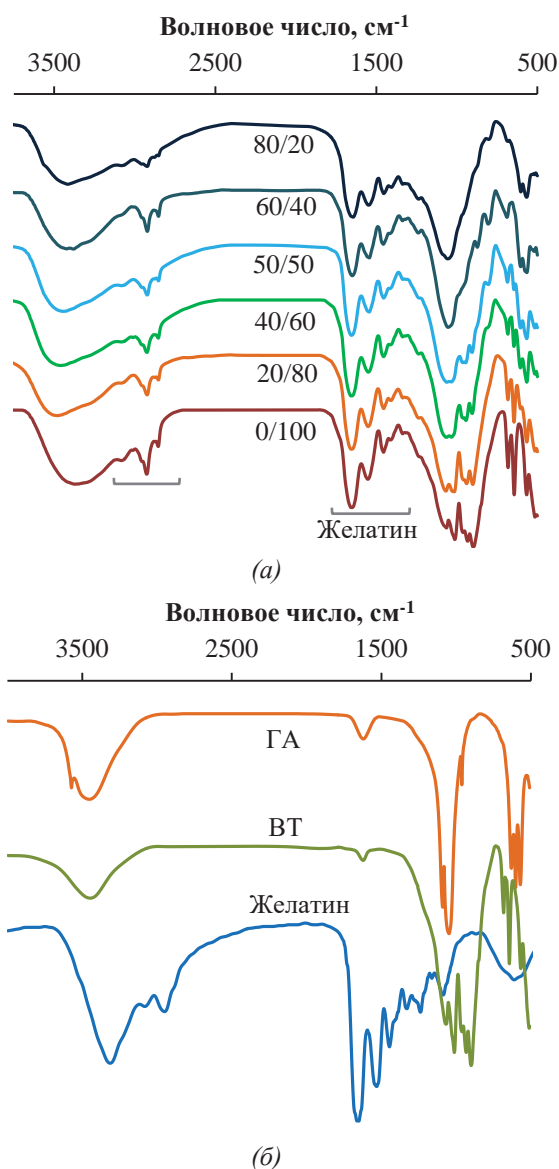 Волновое число, см-1
3500 2500 1500 500
80/20
60/40
50/50
40/60
20/80
0/100
Желатин
(а)
Волновое число, см-1
3500 2500 1500 500
ГА
ВТ
Желатин
(б)